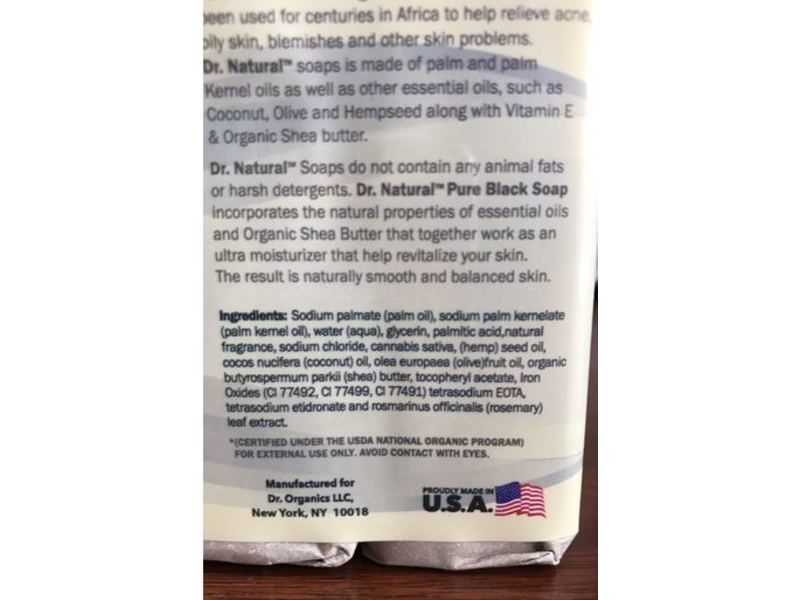 been used for centuries in Africa to help relieve acne,
oily skin, blemishes and other skin problems.
Dr. Natural™ soaps is made of palm and palm
Kernel oils as well as other essential oils, such as
Coconut, Olive and Hempseed along with Vitamin E
& Organic Shea butter.
Dr. Natural™ Soaps do not contain any animal fats
or harsh detergents. Dr. Natural™ Pure Black Soap
incorporates the natural properties of essential oils
and Organic Shea Butter that together work as an
ultra moisturizer that help revitalize your skin.
The result is naturally smooth and balanced skin.
Ingredients: Sodium palmate (palm oil), sodium palm kernelate
(palm kernel oil), water (aqua), glycerin, palmitic acid,natural
fragrance, sodium chloride, cannabis sativa, (hemp) seed oil,
cocos nucifera (coconut) oil, olea europaea (olive)fruit oil, organic
butyrospermum parkii (shea) butter, tocopheryl acetate, Iron
Oxides (CI 77492, CI 77499, CI 77491) tetrasodium EOTA,
tetrasodium etidronate and rosmarinus officinalis (rosemary)
leaf extract.
*(CERTIFIED UNDER THE USDA NATIONAL ORGANIC PROGRAM)
FOR EXTERNAL USE ONLY. AVOID CONTACT WITH EYES.
Manufactured for
Dr. Organics LLC,
New York, NY 10018
PROUDLY MADE IN
U.S.A.